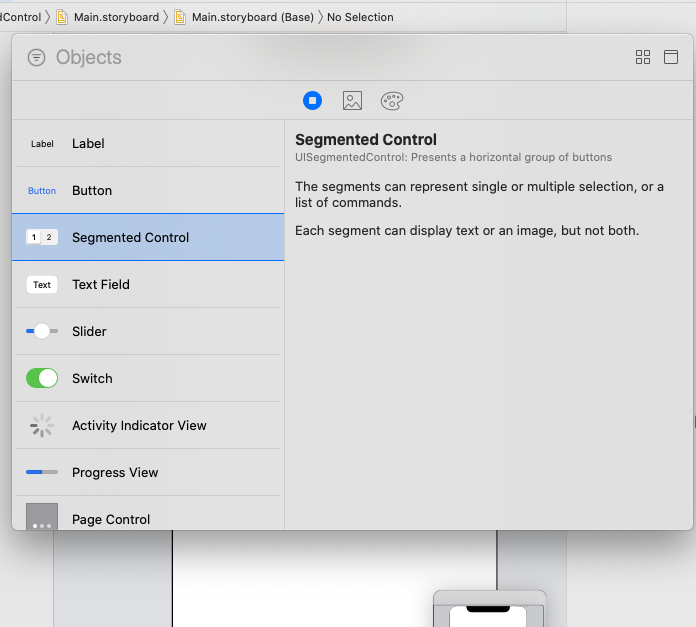 dControl 〉 Main.storyboard 〉 Main.storyboard (Base) 〉 No Selection
Objects
Label Label
Button Button
1 2 Segmented Control
Text Text Field
Slider
Switch
Activity Indicator View
Progress View
Page Control
Segmented Control
UISegmentedControl: Presents a horizontal group of buttons
The segments can represent single or multiple selection, or a
list of commands.
Each segment can display text or an image, but not both.